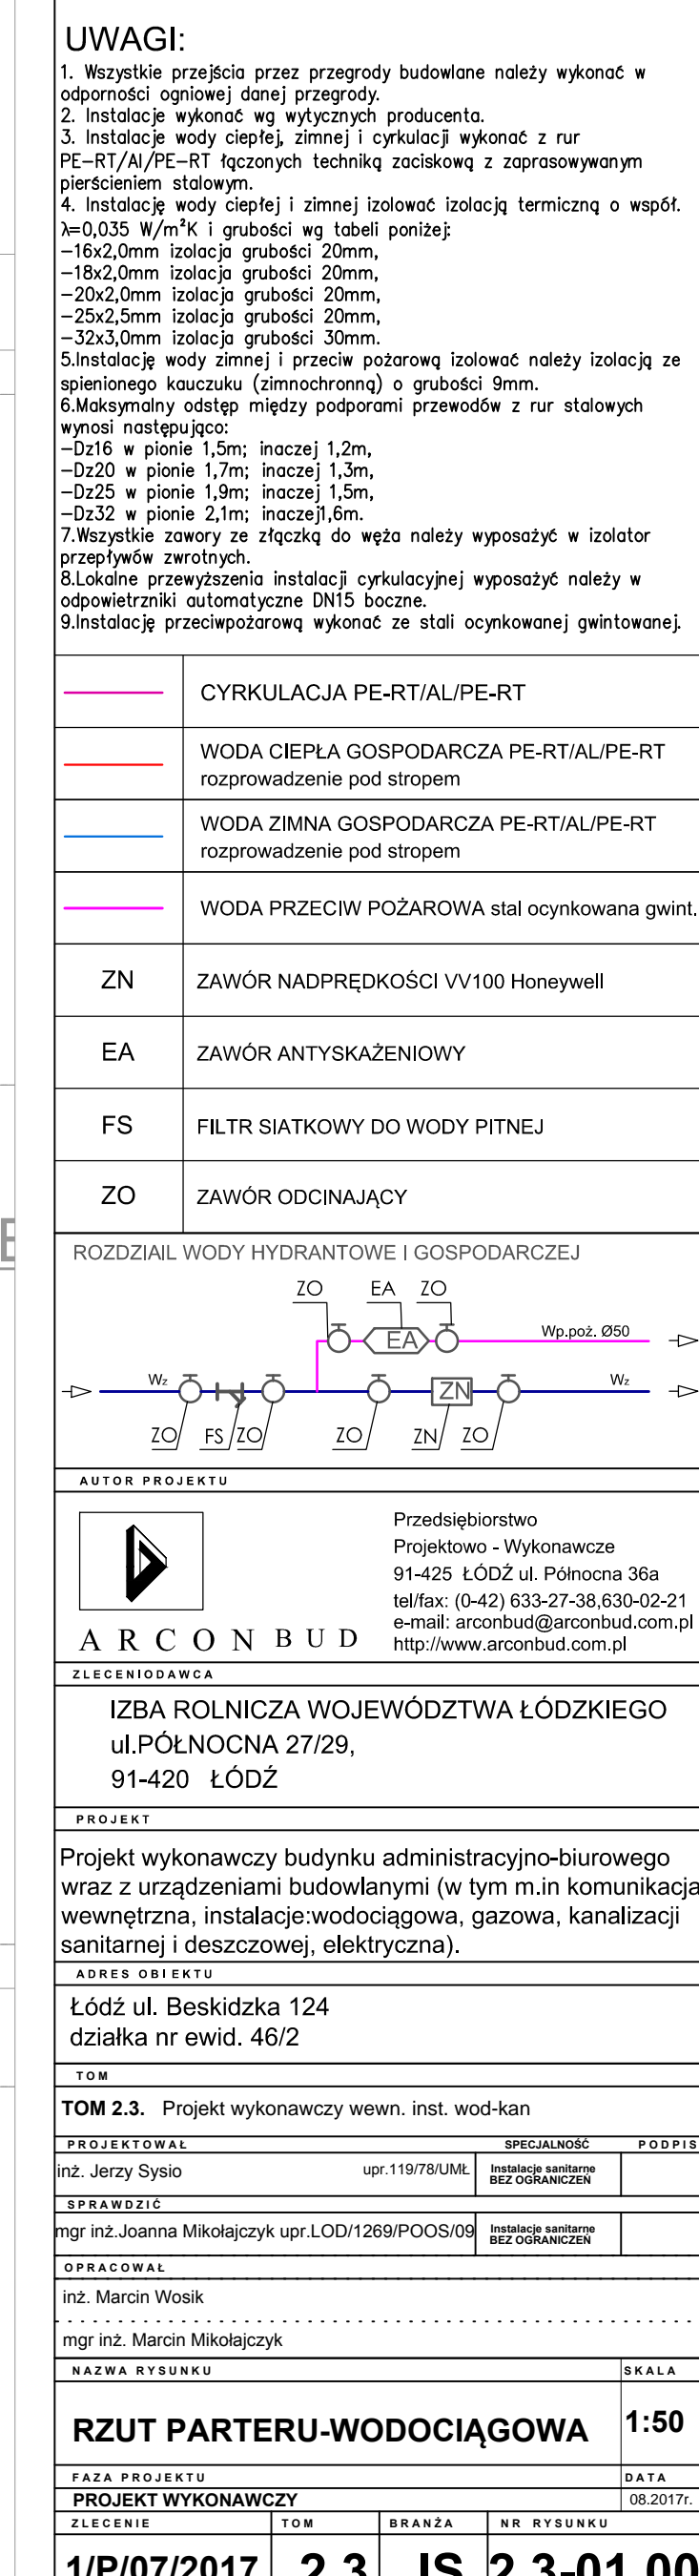 UWAGI:
1. Wszystkie przejścia przez przegrody budowlane należy wykonać w
odporności ogniowej danej przegrody.
2. Instalacje wykonać wg wytycznych producenta.
3. Instalacje wody ciepłej, zimnej i cyrkulacji wykonać z rur
PE-RT/Al/PE-RT łączonych techniką zaciskową z zaprasowywanym
pierścieniem stalowym.
4. Instalację wody ciepłej i zimnej izolować izolacją termiczną o współ.
λ=0,035 W/m²K i grubości wg tabeli poniżej:
-16x2,0mm izolacja grubości 20mm,
-18x2,0mm izolacja grubości 20mm,
-20x2,0mm izolacja grubości 20mm,
-25x2,5mm izolacja grubości 20mm,
-32x3,0mm izolacja grubości 30mm.
5.Instalację wody zimnej i przeciw pożarową izolować należy izolacją ze
spienionego kauczuku (zimnochronną) o grubości 9mm.
6.Maksymalny odstęp między podporami przewodów z rur stalowych
wynosi następująco:
-Dz16 w pionie 1,5m; inaczej 1,2m,
-Dz20 w pionie 1,7m; inaczej 1,3m,
-Dz25 w pionie 1,9m; inaczej 1,5m,
-Dz32 w pionie 2,1m; inaczej1,6m.
7.Wszystkie zawory ze złączką do węża należy wyposażyć w izolator
przepływów zwrotnych.
8.Lokalne przewyższenia instalacji cyrkulacyjnej wyposażyć należy w
odpowietrzniki automatyczne DN15 boczne.
9.Instalację przeciwpożarową wykonać ze stali ocynkowanej gwintowanej.
CYRKULACJA PE-RT/AL/PE-RT
WODA CIEPŁA GOSPODARCZA PE-RT/AL/PE-RT
rozprowadzenie pod stropem
WODA ZIMNA GOSPODARCZA PE-RT/AL/PE-RT
rozprowadzenie pod stropem
WODA PRZECIW POŻAROWA stal ocynkowana gwint.
ZN ZAWÓR NADPRĘDKOŚCI VV100 Honeywell
EA ZAWÓR ANTYSKAŻENIOWY
FS FILTR SIATKOWY DO WODY PITNEJ
ZO ZAWÓR ODCINAJĄCY
ROZDZIAIL WODY HYDRANTOWE I GOSPODARCZEJ
ZO EA ZO
EA Wp.poż. Ø50
Wz ZN Wz
ZO FS ZO ZO ZN ZO
AUTOR PROJEKTU
Przedsiębiorstwo
Projektowo - Wykonawcze
91-425 ŁÓDŹ ul. Północna 36a
tel/fax: (0-42) 633-27-38,630-02-21
e-mail: arconbud@arconbud.com.pl
http://www.arconbud.com.pl
ARCONBUD
ZLECENIODAWCA
IZBA ROLNICZA WOJEWÓDZTWA ŁÓDZKIEGO
ul.PÓŁNOCNA 27/29,
91-420 ŁÓDŹ
PROJEKT
Projekt wykonawczy budynku administracyjno-biurowego
wraz z urządzeniami budowlanymi (w tym m.in komunikacja
wewnętrzna, instalacje:wodociągowa, gazowa, kanalizacji
sanitarnej i deszczowej, elektryczna).
ADRES OBIEKTU
Łódź ul. Beskidzka 124
działka nr ewid. 46/2
TOM
TOM 2.3. Projekt wykonawczy wewn. inst. wod-kan
PROJEKTOWAŁ SPECJALNOŚĆ PODPIS
inż. Jerzy Sysio upr.119/78/UMŁ Instalacje sanitarne
BEZ OGRANICZEŃ
SPRAWDZIĆ
mgr inż.Joanna Mikołajczyk upr.LOD/1269/POOS/09 Instalacje sanitarne
BEZ OGRANICZEŃ
OPRACOWAŁ
inż. Marcin Wosik
mgr inż. Marcin Mikołajczyk
NAZWA RYSUNKU SKALA
RZUT PARTERU-WODOCIĄGOWA 1:50
FAZA PROJEKTU DATA
PROJEKT WYKONAWCZY 08.2017r.
ZLECENIE TOM BRANŻA NR RYSUNKU
1/P/07/2017 2.3 IS 2.3-01.00